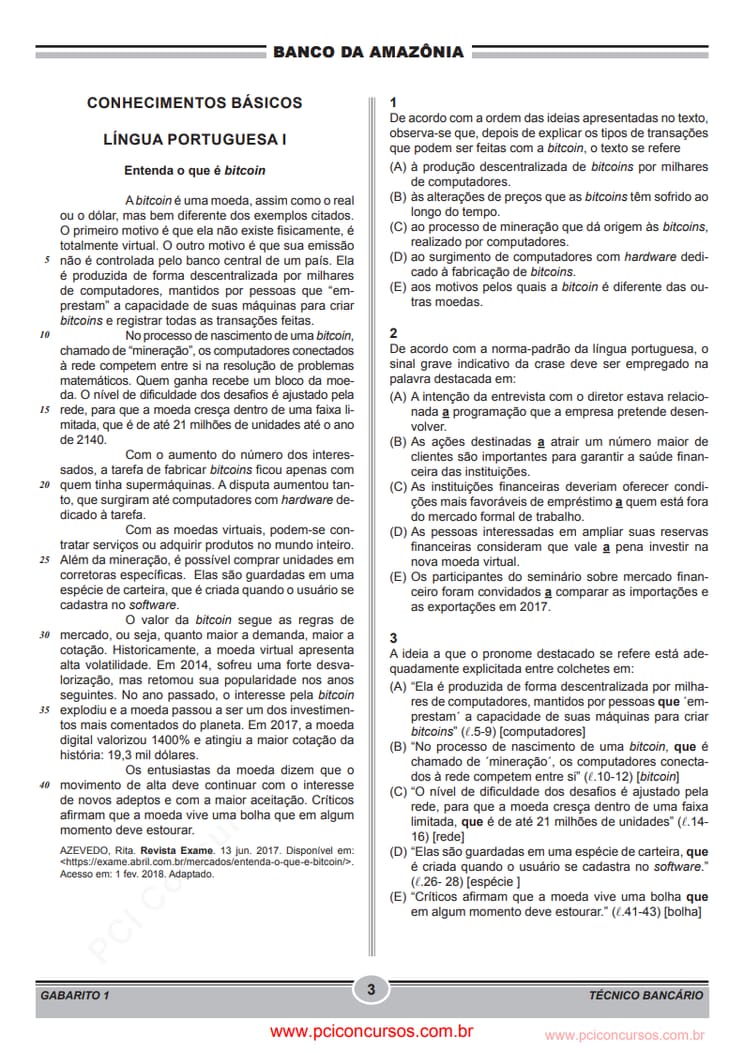 BANCO DA AMAZÔNIA
CONHECIMENTOS BÁSICOS
LÍNGUA PORTUGUESA I
Entenda o que é bitcoin
A bitcoin é uma moeda, assim como o real
ou o dólar, mas bem diferente dos exemplos citados.
O primeiro motivo é que ela não existe fisicamente, é
totalmente virtual. O outro motivo é que sua emissão
5 não é controlada pelo banco central de um país. Ela
é produzida de forma descentralizada por milhares
de computadores, mantidos por pessoas que “em-
prestam” a capacidade de suas máquinas para criar
bitcoins e registrar todas as transações feitas.
10 No processo de nascimento de uma bitcoin,
chamado de “mineração”, os computadores conectados
à rede competem entre si na resolução de problemas
matemáticos. Quem ganha recebe um bloco da moe-
da. O nível de dificuldade dos desafios é ajustado pela
15 rede, para que a moeda cresça dentro de uma faixa li-
mitada, que é de até 21 milhões de unidades até o ano
de 2140.
Com o aumento do número dos interes-
sados, a tarefa de fabricar bitcoins ficou apenas com
20 quem tinha supermáquinas. A disputa aumentou tan-
to, que surgiram até computadores com hardware de-
dicado à tarefa.
Com as moedas virtuais, podem-se con-
tratar serviços ou adquirir produtos no mundo inteiro.
25 Além da mineração, é possível comprar unidades em
corretoras específicas. Elas são guardadas em uma
espécie de carteira, que é criada quando o usuário se
cadastra no software.
O valor da bitcoin segue as regras de
30 mercado, ou seja, quanto maior a demanda, maior a
cotação. Historicamente, a moeda virtual apresenta
alta volatilidade. Em 2014, sofreu uma forte desva-
lorização, mas retomou sua popularidade nos anos
seguintes. No ano passado, o interesse pela bitcoin
35 explodiu e a moeda passou a ser um dos investimen-
tos mais comentados do planeta. Em 2017, a moeda
digital valorizou 1400% e atingiu a maior cotação da
história: 19,3 mil dólares.
Os entusiastas da moeda dizem que o
40 movimento de alta deve continuar com o interesse
de novos adeptos e com a maior aceitação. Críticos
afirmam que a moeda vive uma bolha que em algum
momento deve estourar.
AZEVEDO, Rita. Revista Exame. 13 jun. 2017. Disponível em:
<https://exame.abril.com.br/mercados/entenda-o-que-e-bitcoin/>.
Acesso em: 1 fev. 2018. Adaptado.
1
De acordo com a ordem das ideias apresentadas no texto,
observa-se que, depois de explicar os tipos de transações
que podem ser feitas com a bitcoin, o texto se refere
(A) à produção descentralizada de bitcoins por milhares
de computadores.
(B) às alterações de preços que as bitcoins têm sofrido ao
longo do tempo.
(C) ao processo de mineração que dá origem às bitcoins,
realizado por computadores.
(D) ao surgimento de computadores com hardware dedi-
cado à fabricação de bitcoins.
(E) aos motivos pelos quais a bitcoin é diferente das ou-
tras moedas.
2
De acordo com a norma-padrão da língua portuguesa, o
sinal grave indicativo da crase deve ser empregado na
palavra destacada em:
(A) A intenção da entrevista com o diretor estava relacio-
nada a programação que a empresa pretende desen-
volver.
(B) As ações destinadas a atrair um número maior de
clientes são importantes para garantir a saúde finan-
ceira das instituições.
(C) As instituições financeiras deveriam oferecer condi-
ções mais favoráveis de empréstimo a quem está fora
do mercado formal de trabalho.
(D) As pessoas interessadas em ampliar suas reservas
financeiras consideram que vale a pena investir na
nova moeda virtual.
(E) Os participantes do seminário sobre mercado finan-
ceiro foram convidados a comparar as importações e
as exportações em 2017.
3
A ideia a que o pronome destacado se refere está ade-
quadamente explicitada entre colchetes em:
(A) “Ela é produzida de forma descentralizada por milha-
res de computadores, mantidos por pessoas que ´em-
prestam´ a capacidade de suas máquinas para criar
bitcoins” (ℓ.5-9) [computadores]
(B) “No processo de nascimento de uma bitcoin, que é
chamado de ´mineração´, os computadores conecta-
dos à rede competem entre si” (ℓ.10-12) [bitcoin]
(C) “O nível de dificuldade dos desafios é ajustado pela
rede, para que a moeda cresça dentro de uma faixa
limitada, que é de até 21 milhões de unidades” (ℓ.14-
16) [rede]
(D) “Elas são guardadas em uma espécie de carteira, que
é criada quando o usuário se cadastra no software.”
(ℓ.26- 28) [espécie ]
(E) “Críticos afirmam que a moeda vive uma bolha que
em algum momento deve estourar.” (ℓ.41-43) [bolha]
GABARITO 1
3
TÉCNICO BANCÁRIO
www.pciconcursos.com.br
www.pciconcursos.com.br